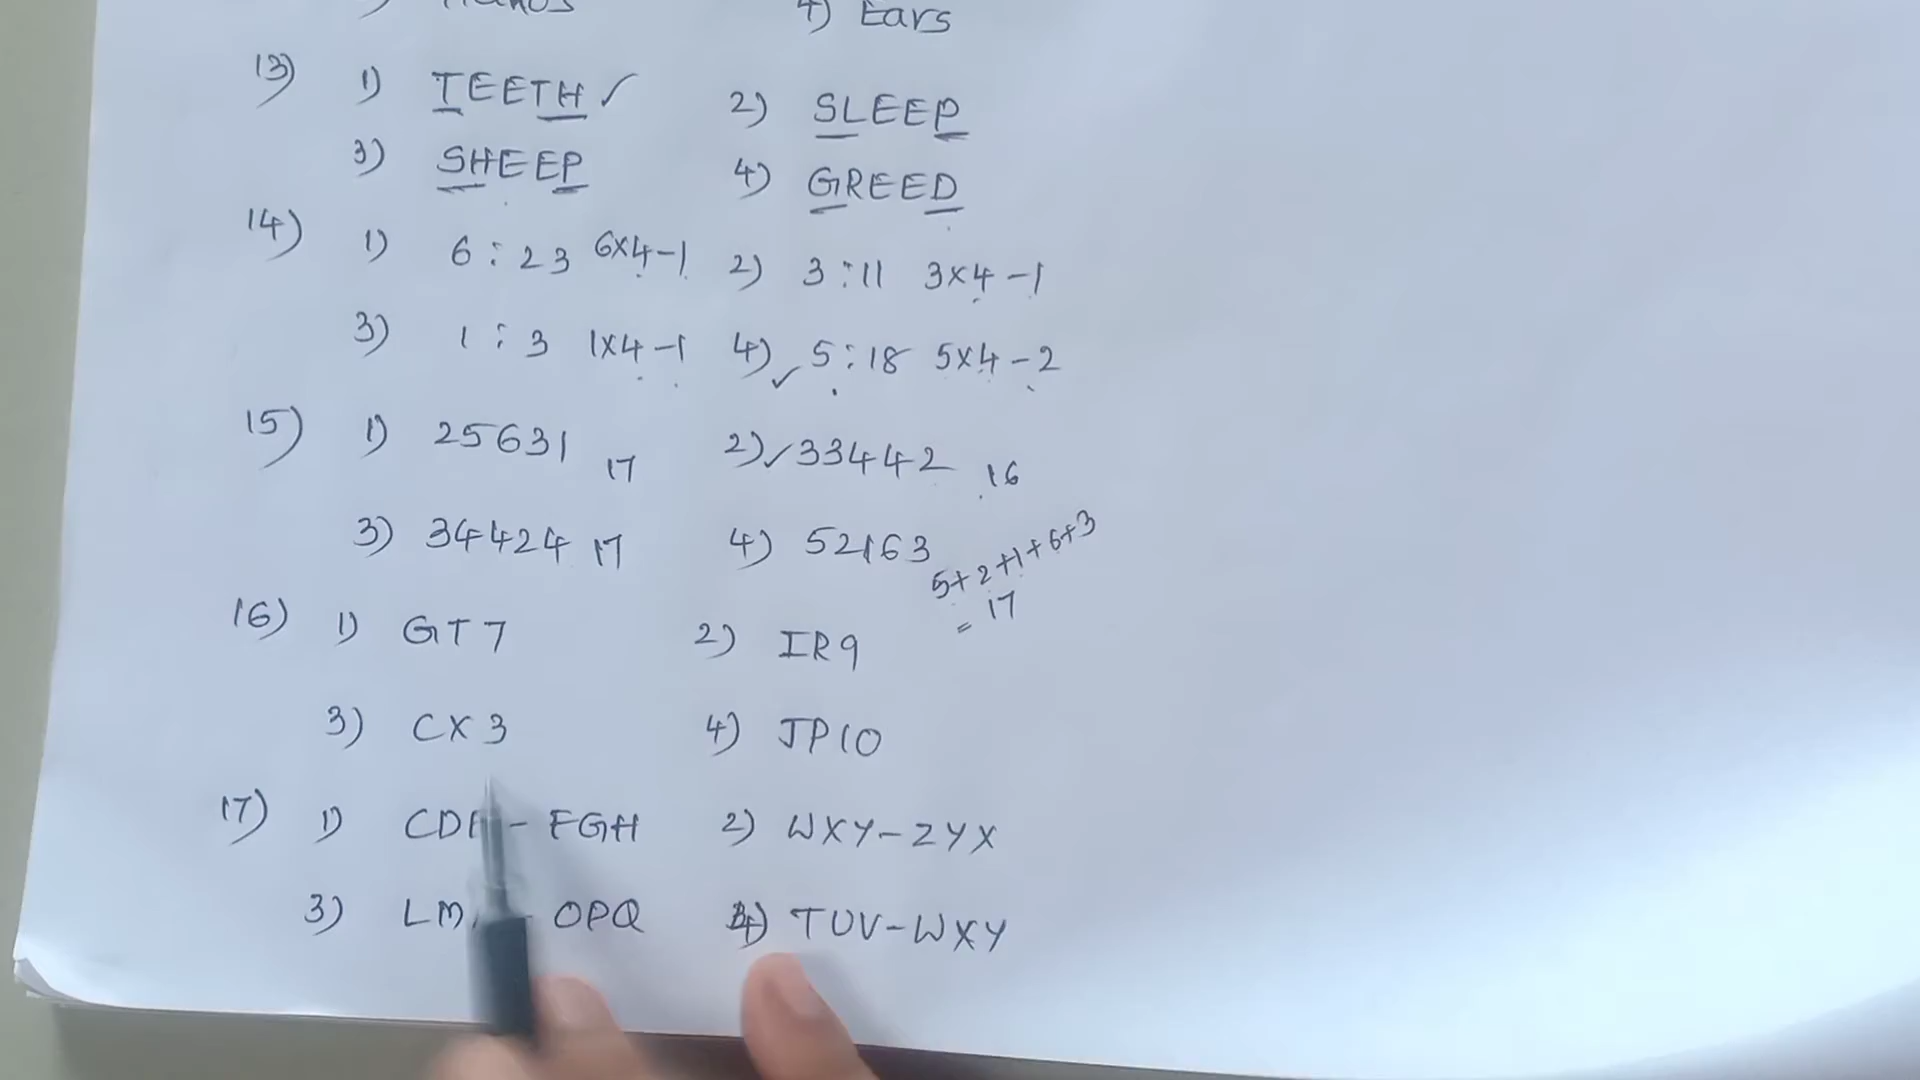 4) Ears
13) 1) TEETH ✓ 2) SLEEP
3) SHEEP 4) GREED
14) 1) 6 : 23 6x4-1 2) 3 : 11 3x4-1
3) 1 : 3 1x4-1 4) ✓ 5 : 18 5x4-2
15) 1) 25631 17 2) ✓ 33442 16
3) 34424 17 4) 52163 5+2+1+6+3
= 17
16) 1) GT7 2) IR9
3) CX3 4) JP10
17) 1) - FGH 2) WXY-ZYX
3) - OPQ 4) TUV-WXY